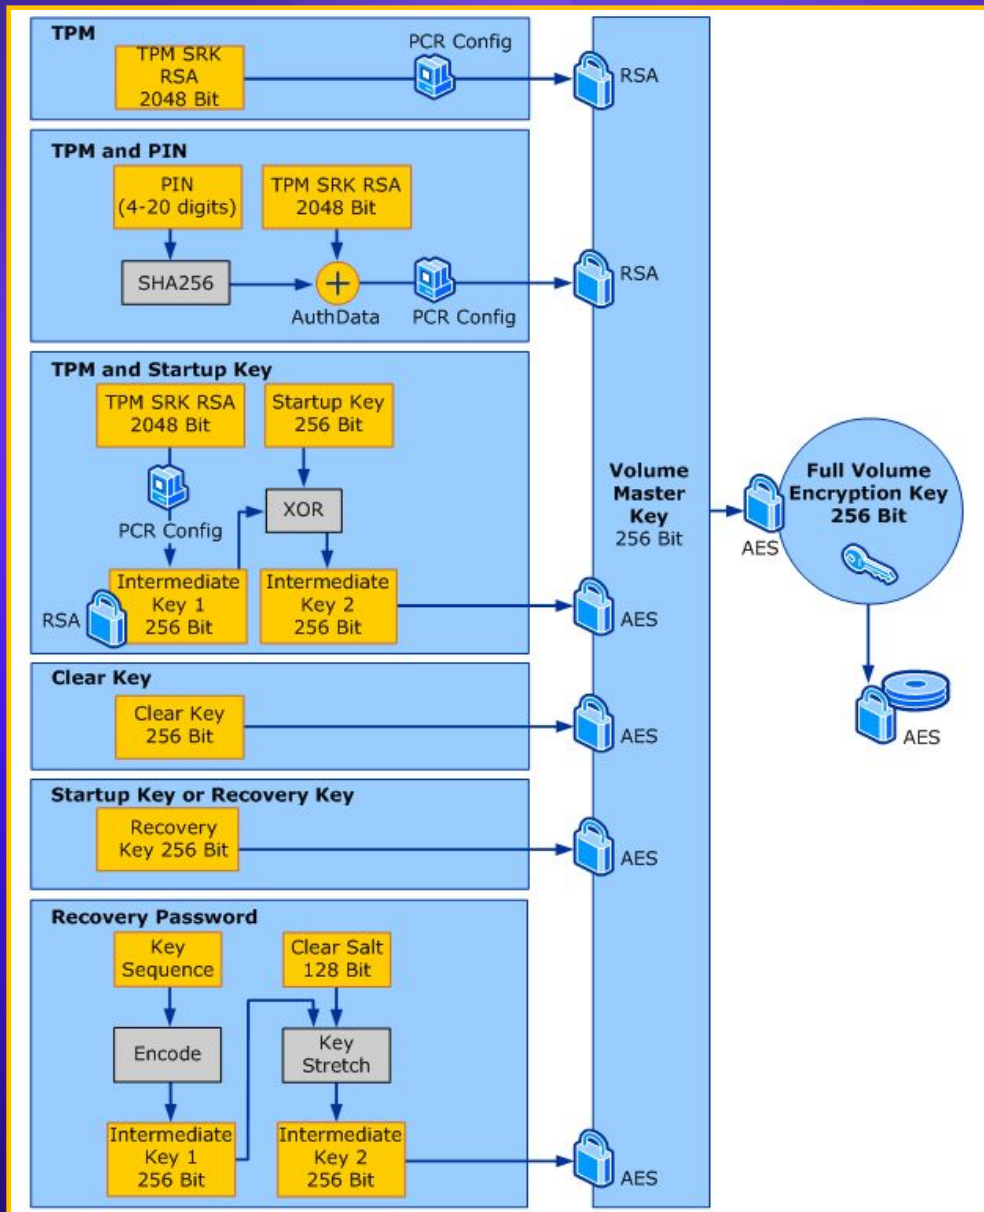 TPM
TPM SRK
RSA
2048 Bit
PCR Config
RSA
TPM and PIN
PIN
(4-20 digits)
TPM SRK RSA
2048 Bit
SHA256
+
AuthData
PCR Config
RSA
TPM and Startup Key
TPM SRK RSA
2048 Bit
Startup Key
256 Bit
PCR Config
XOR
RSA
Intermediate
Key 1
256 Bit
Intermediate
Key 2
256 Bit
AES
Clear Key
Clear Key
256 Bit
AES
Startup Key or Recovery Key
Recovery
Key 256 Bit
AES
Recovery Password
Key
Sequence
Clear Salt
128 Bit
Encode
Key
Stretch
Intermediate
Key 1
256 Bit
Intermediate
Key 2
256 Bit
AES
Volume
Master
Key
256 Bit
AES
Full Volume
Encryption Key
256 Bit
AES